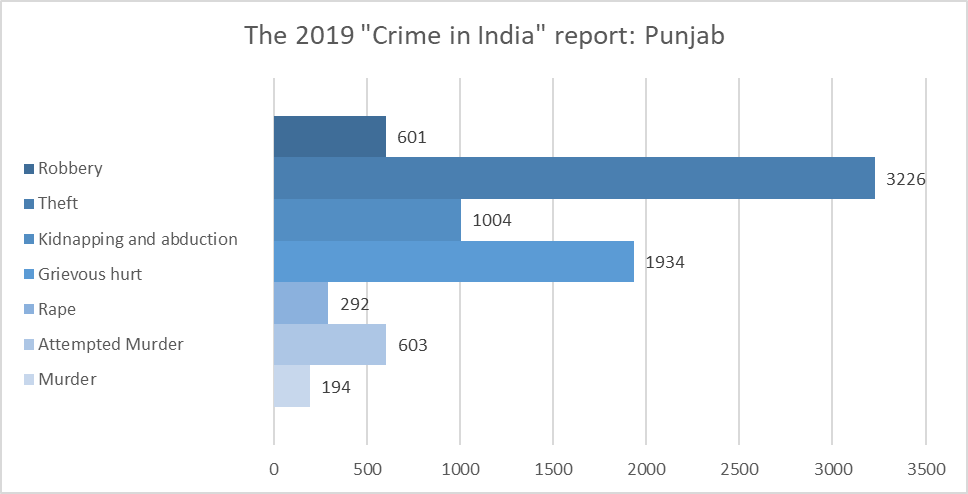 The 2019 "Crime in India" report: Punjab
Robbery
Theft
Kidnapping and abduction
Grievous hurt
Rape
Attempted Murder
Murder
601
3226
1004
1934
292
603
194
0 500 1000 1500 2000 2500 3000 3500